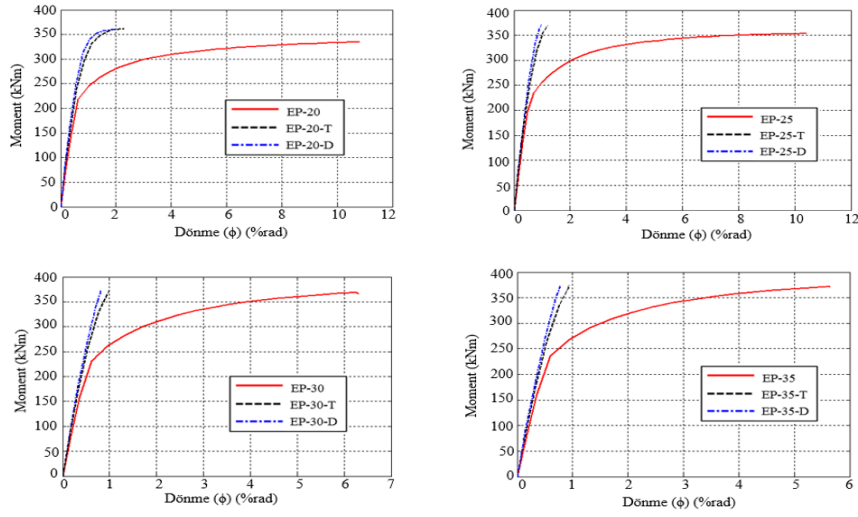 400
350
300
250
200
150
100
50
0
Moment (kNm)
EP-20
EP-20-T
EP-20-D
0 2 4 6 8 10 12
Dönme (ϕ) (%rad)
400
350
300
250
200
150
100
50
0
Moment (kNm)
EP-25
EP-25-T
EP-25-D
0 2 4 6 8 10 12
Dönme (ϕ) (%rad)
400
350
300
250
200
150
100
50
0
Moment (kNm)
EP-30
EP-30-T
EP-30-D
0 1 2 3 4 5 6 7
Dönme (ϕ) (%rad)
400
350
300
250
200
150
100
50
0
Moment (kNm)
EP-35
EP-35-T
EP-35-D
0 1 2 3 4 5 6
Dönme (ϕ) (%rad)